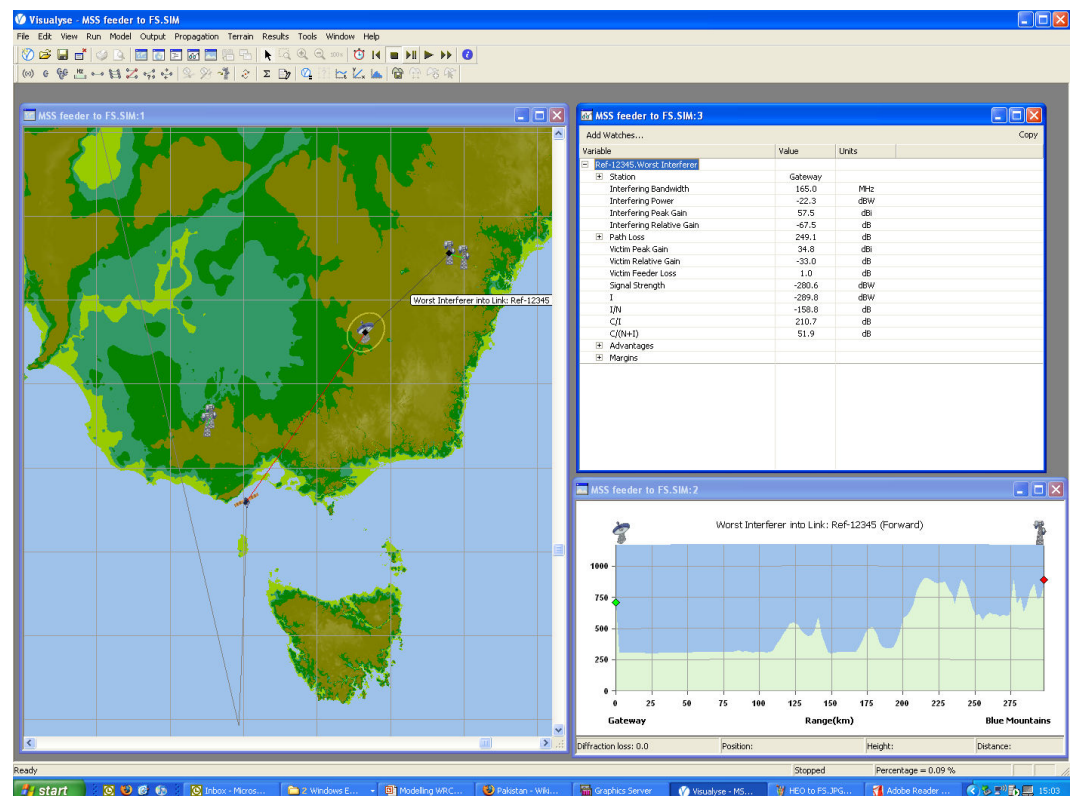 Visualyse - MSS feeder to FS.SIM
File Edit View Run Model Output Propagation Terrain Results Tools Window Help
MSS feeder to FS.SIM:1
Worst Interferer into Link: Ref-12345
MSS feeder to FS.SIM:3
Add Watches... Copy
Variable Value Units
Ref-12345.Worst Interferer
Station Gateway
Interfering Bandwidth 165.0 MHz
Interfering Power -22.3 dBW
Interfering Peak Gain 57.5 dBi
Interfering Relative Gain -67.5 dB
Path Loss 249.1 dB
Victim Peak Gain 34.8 dBi
Victim Relative Gain -33.0 dB
Victim Feeder Loss 1.0 dB
Signal Strength -280.6 dBW
I -289.8 dBW
I/N -158.8 dB
C/I 210.7 dB
C/(N+I) 51.9 dB
Advantages
Margins
MSS feeder to FS.SIM:2
Worst Interferer into Link: Ref-12345 (Forward)
1000
750
500
250
0
0 25 50 75 100 125 150 175 200 225 250 275
Gateway Range(km) Blue Mountains
Diffraction loss: 0.0 Position: Height: Distance:
Ready Stopped Percentage = 0.09 %
start Inbox - Micros... 2 Windows E... Modelling WRC... Pakistan - Wiki... Graphics Server Visualyse - MS... HEO to FS.JPG... Adobe Reader ... 15:03